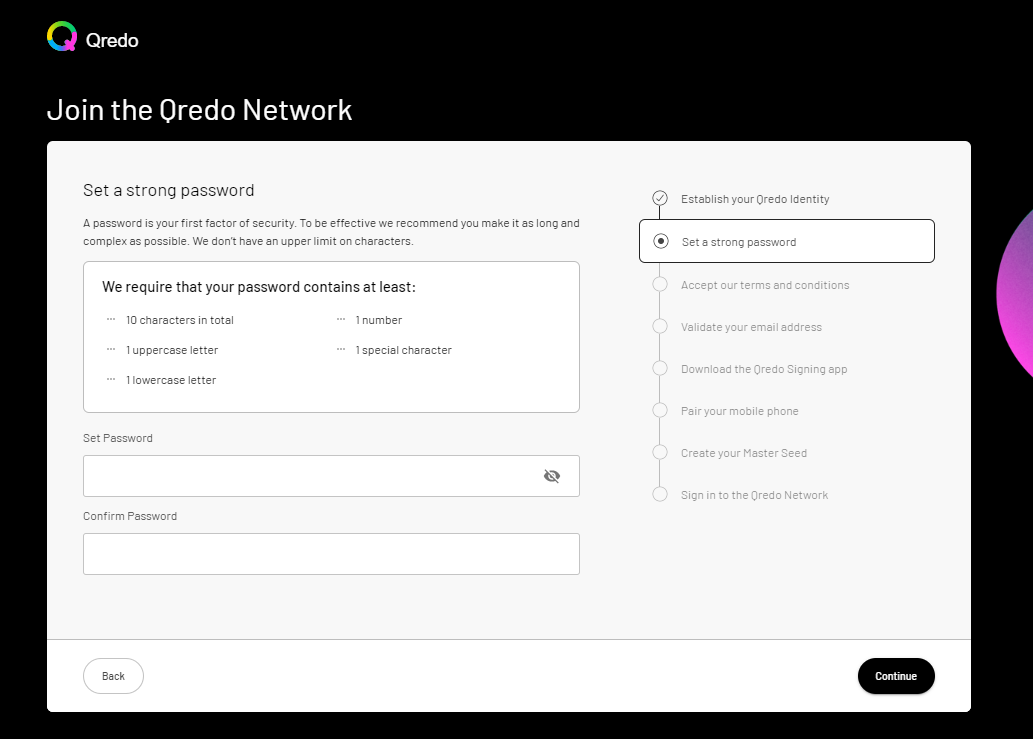 Qredo
Join the Qredo Network
Set a strong password
A password is your first factor of security. To be effective we recommend you make it as long and
complex as possible. We don't have an upper limit on characters.
We require that your password contains at least:
10 characters in total
1 number
1 uppercase letter
1 special character
1 lowercase letter
Set Password
Confirm Password
Establish your Qredo Identity
Set a strong password
Accept our terms and conditions
Validate your email address
Download the Qredo Signing app
Pair your mobile phone
Create your Master Seed
Sign in to the Qredo Network
Back
Continue